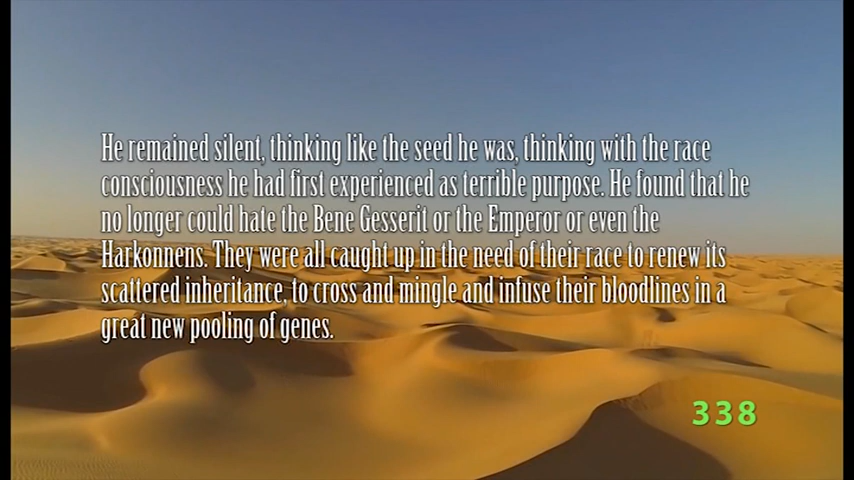 He remained silent, thinking like the seed he was, thinking with the race
consciousness he had first experienced as terrible purpose. He found that he
no longer could hate the Bene Gesserit or the Emperor or even the
Harkonnens. They were all caught up in the need of their race to renew its
scattered inheritance, to cross and mingle and infuse their bloodlines in a
great new pooling of genes.
338